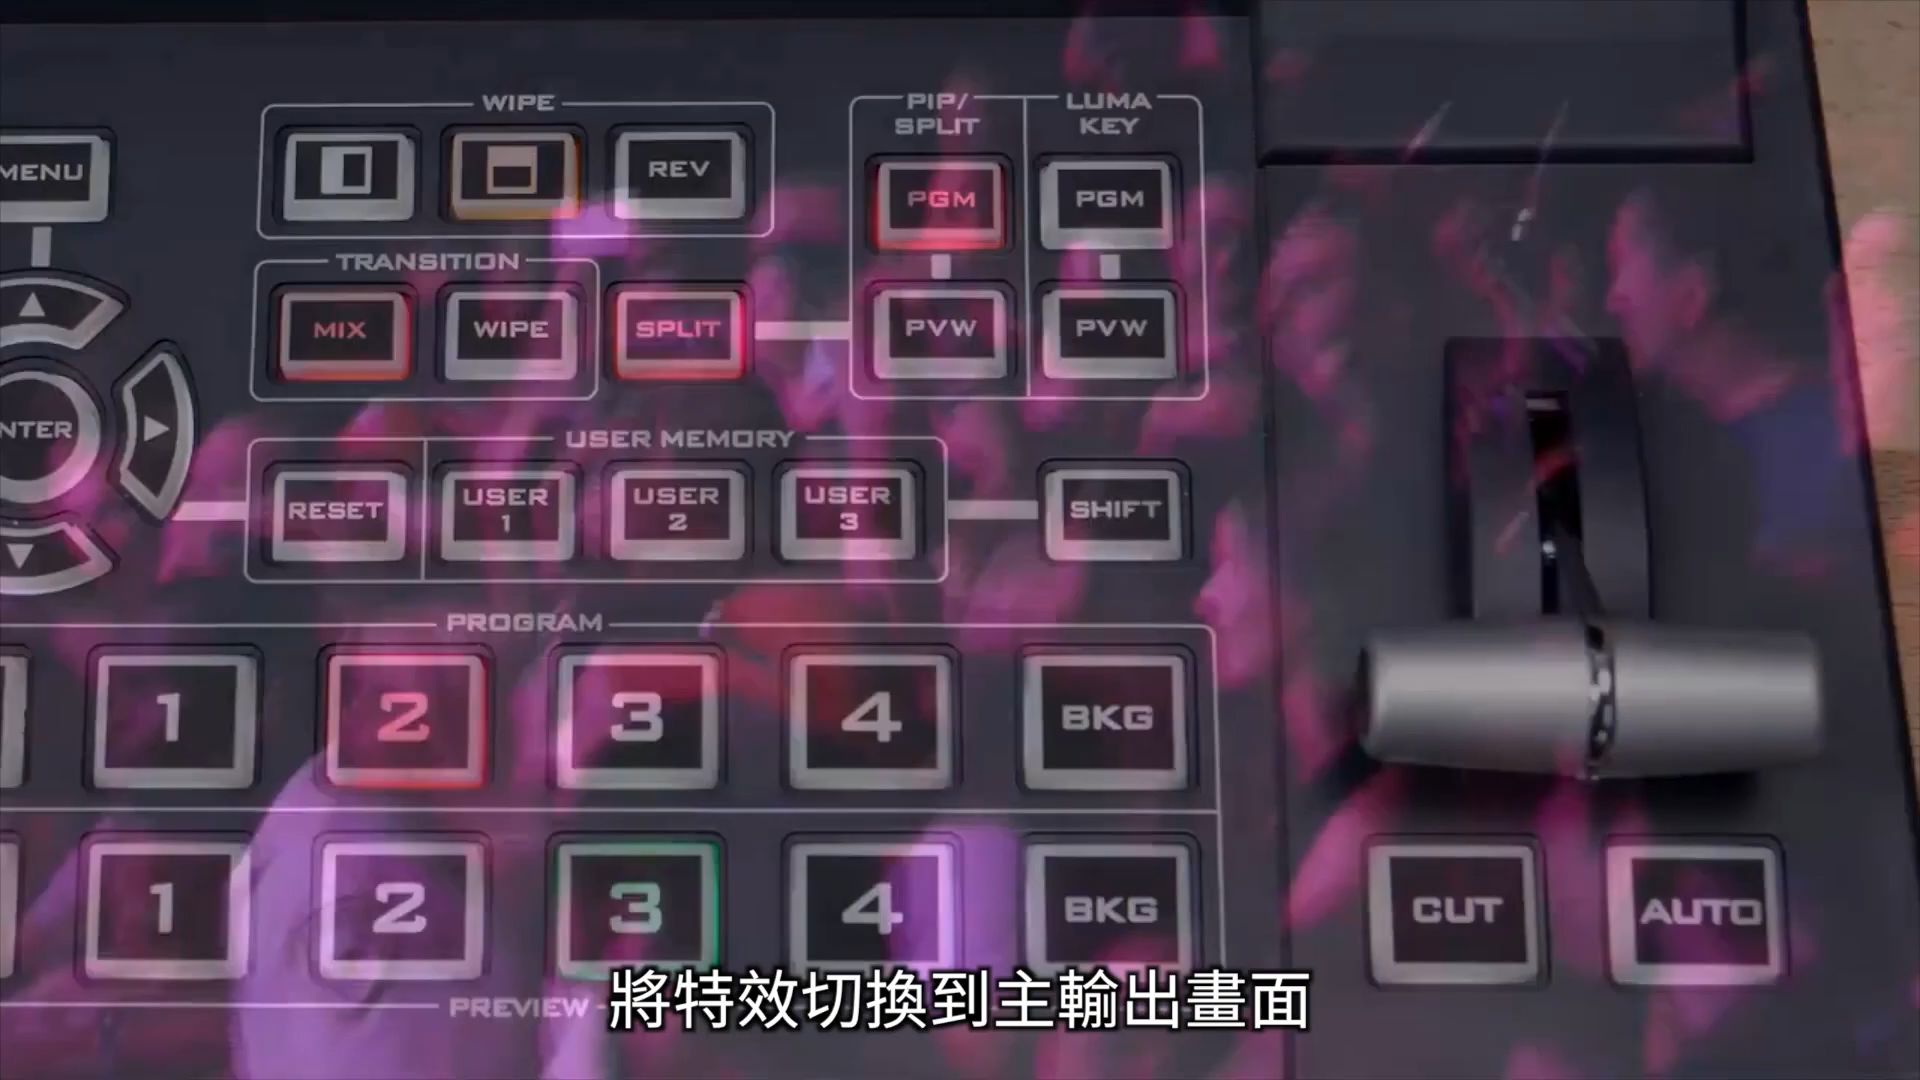 WIPE
PIP/
SPLIT
LUMA
KEY
MENU
REV
PGM
PGM
TRANSITION
MIX
WIPE
SPLIT
PVW
PVW
USER MEMORY
RESET
USER
1
USER
2
USER
3
SHIFT
NTER
PROGRAM
1
2
3
4
BKG
1
2
3
4
BKG
CUT
AUTO
PREVIEW
將特效切換到主輸出畫面